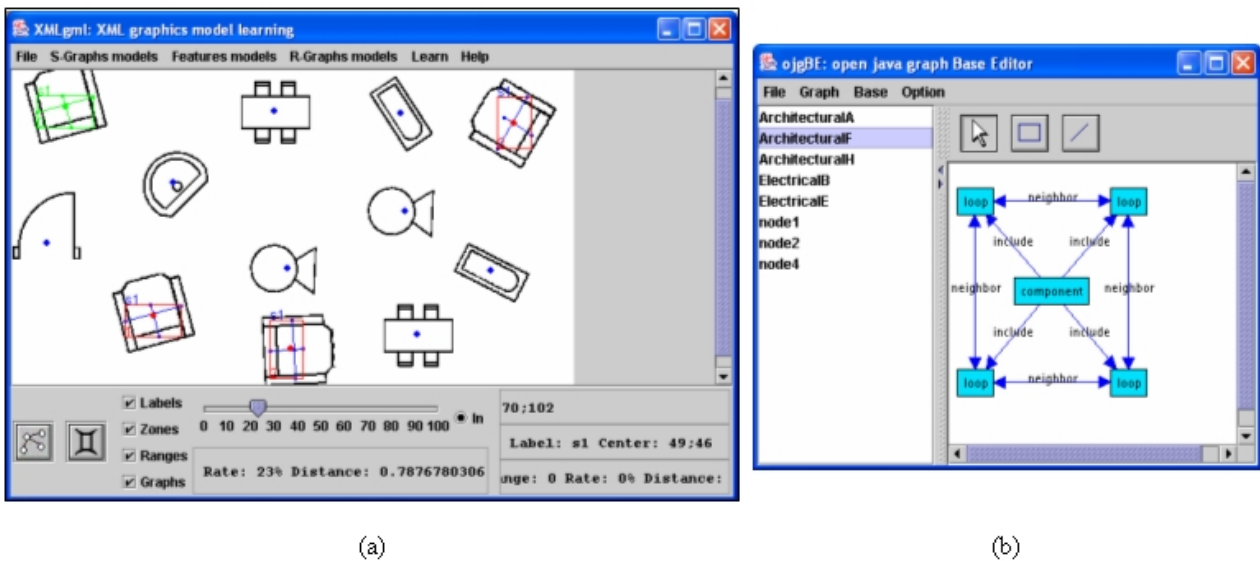 XMLgml: XML graphics model learning
File S-Graphs models Features models R-Graphs models Learn Help
s1
s1
s1
s1
Labels
Zones
Ranges
Graphs
0 10 20 30 40 50 60 70 80 90 100
In
Rate: 23% Distance: 0.7876780306
70;102
Label: s1 Center: 49;46
nge: 0 Rate: 0% Distance:
(a)
ojgBE: open java graph Base Editor
File Graph Base Option
ArchitecturalA
ArchitecturalF
ArchitecturalH
ElectricalB
ElectricalE
node1
node2
node4
loop neighbor loop
include include
neighbor component neighbor
include include
loop neighbor loop
(b)